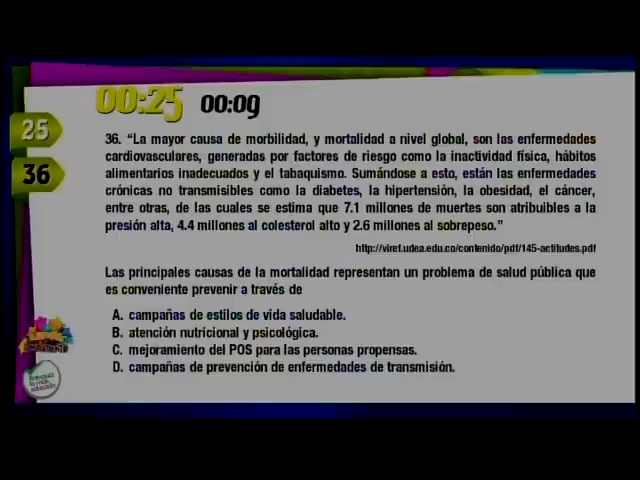 00:25 00:09
25
36
36. “La mayor causa de morbilidad, y mortalidad a nivel global, son las enfermedades
cardiovasculares, generadas por factores de riesgo como la inactividad física, hábitos
alimentarios inadecuados y el tabaquismo. Sumándose a esto, están las enfermedades
crónicas no transmisibles como la diabetes, la hipertensión, la obesidad, el cáncer,
entre otras, de las cuales se estima que 7.1 millones de muertes son atribuibles a la
presión alta, 4.4 millones al colesterol alto y 2.6 millones al sobrepeso.”
http://viref.udea.edu.co/contenido/pdf/145-actitudes.pdf
Las principales causas de la mortalidad representan un problema de salud pública que
es conveniente prevenir a través de
A. campañas de estilos de vida saludable.
B. atención nutricional y psicológica.
C. mejoramiento del POS para las personas propensas.
D. campañas de prevención de enfermedades de transmisión.